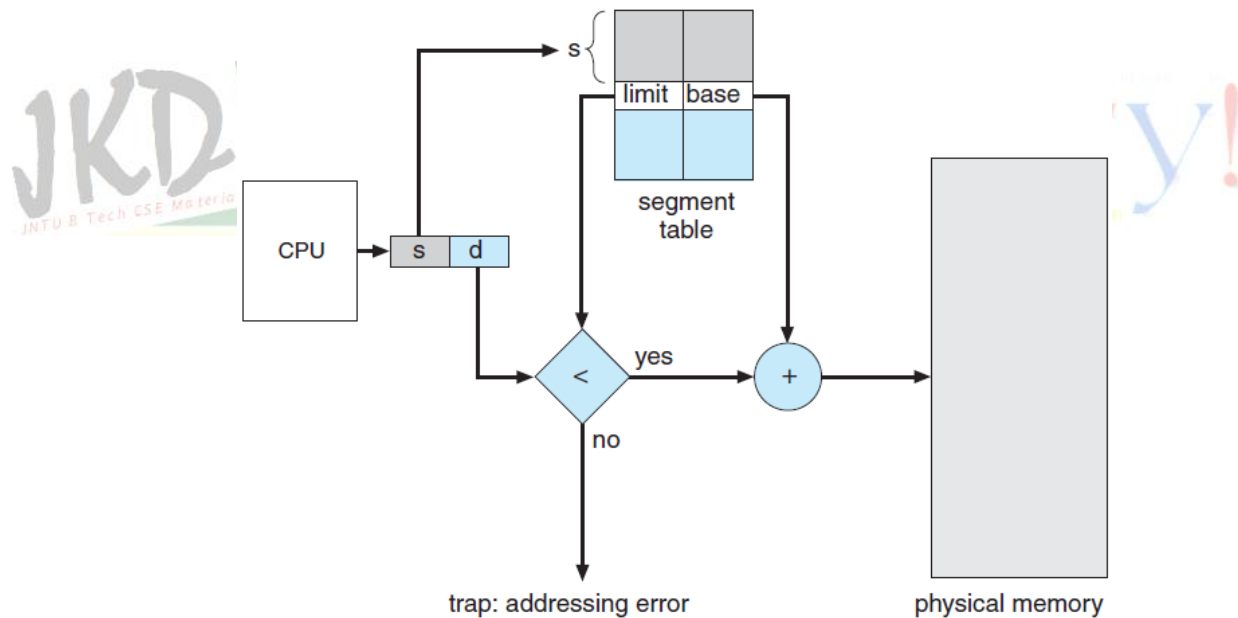 s
limit base
segment
table
JKD
JNTU B Tech CSE Materia
y!
CPU
s d
<
yes
+
no
trap: addressing error
physical memory